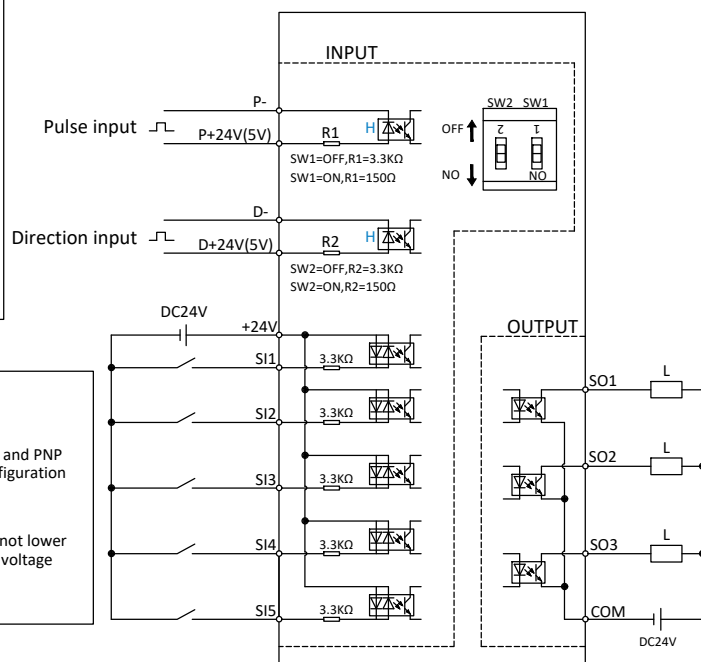 INPUT
P-
Pulse input
P+24V(5V)
R1
H
SW1=OFF,R1=3.3KΩ
SW1=ON,R1=150Ω
SW2 SW1
OFF
2
1
NO
NO
D-
Direction input
D+24V(5V)
R2
H
SW2=OFF,R2=3.3KΩ
SW2=ON,R2=150Ω
DC24V
+24V
SI1
3.3KΩ
SI2
3.3KΩ
SI3
3.3KΩ
SI4
3.3KΩ
SI5
3.3KΩ
OUTPUT
SO1
L
SO2
L
SO3
L
COM
DC24V
and PNP
figuration
not lower
voltage